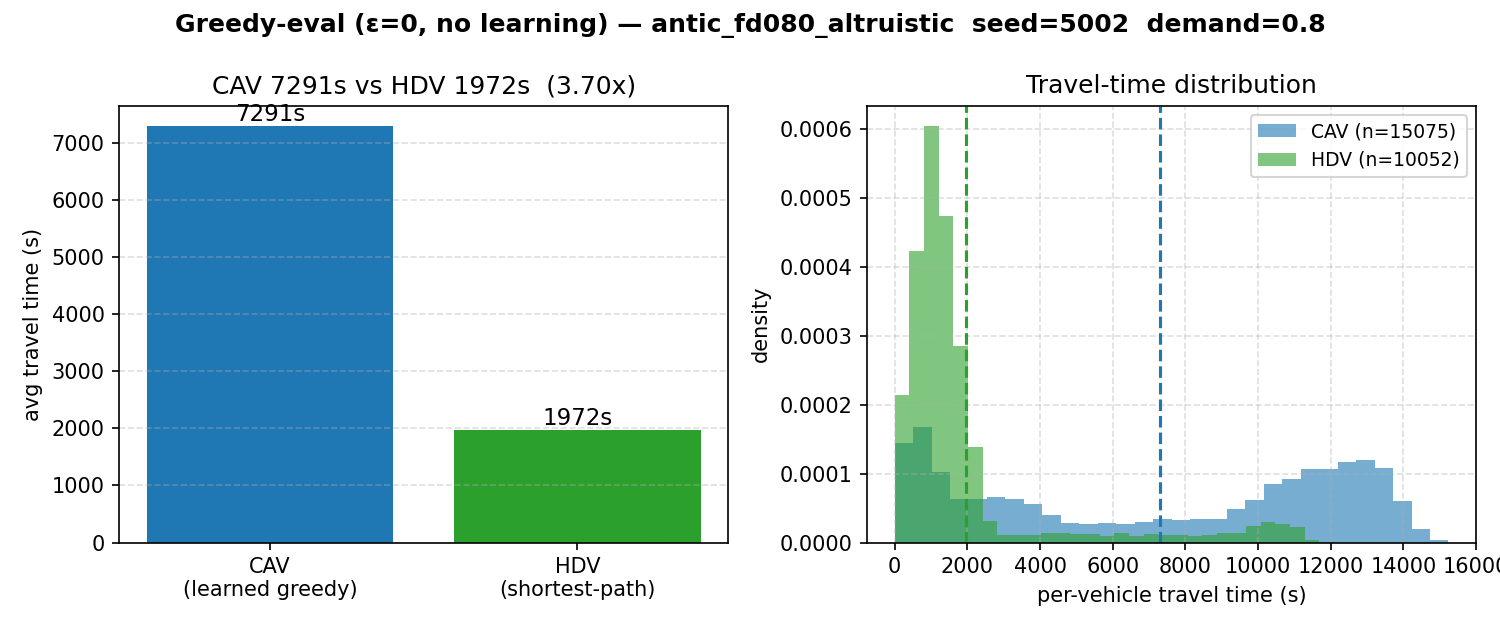 Greedy-eval (ε=0, no learning) — antic_fd080_altruistic  seed=5002  demand=0.8
CAV 7291s vs HDV 1972s  (3.70x)
7291s
1972s
7000
6000
5000
4000
3000
2000
1000
0
avg travel time (s)
CAV
(learned greedy)
HDV
(shortest-path)
Travel-time distribution
CAV (n=15075)
HDV (n=10052)
0.0006
0.0005
0.0004
0.0003
0.0002
0.0001
0.0000
density
0 2000 4000 6000 8000 10000 12000 14000 16000
per-vehicle travel time (s)